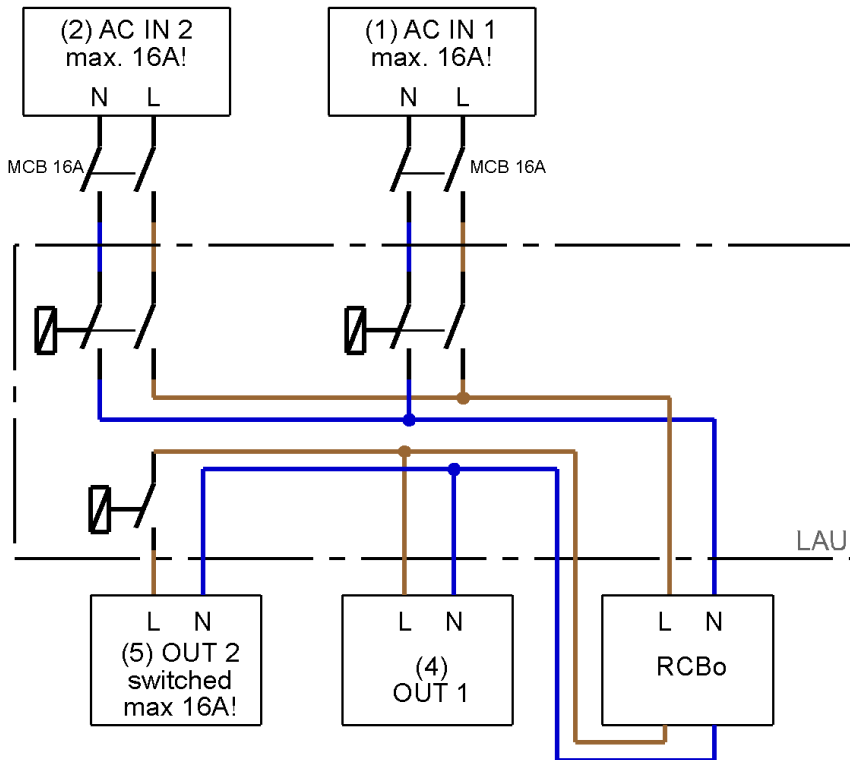 (2) AC IN 2
max. 16A!
N L
(1) AC IN 1
max. 16A!
N L
MCB 16A
MCB 16A
LAU
L N
(5) OUT 2
switched
max 16A!
L N
(4)
OUT 1
L N
RCBo